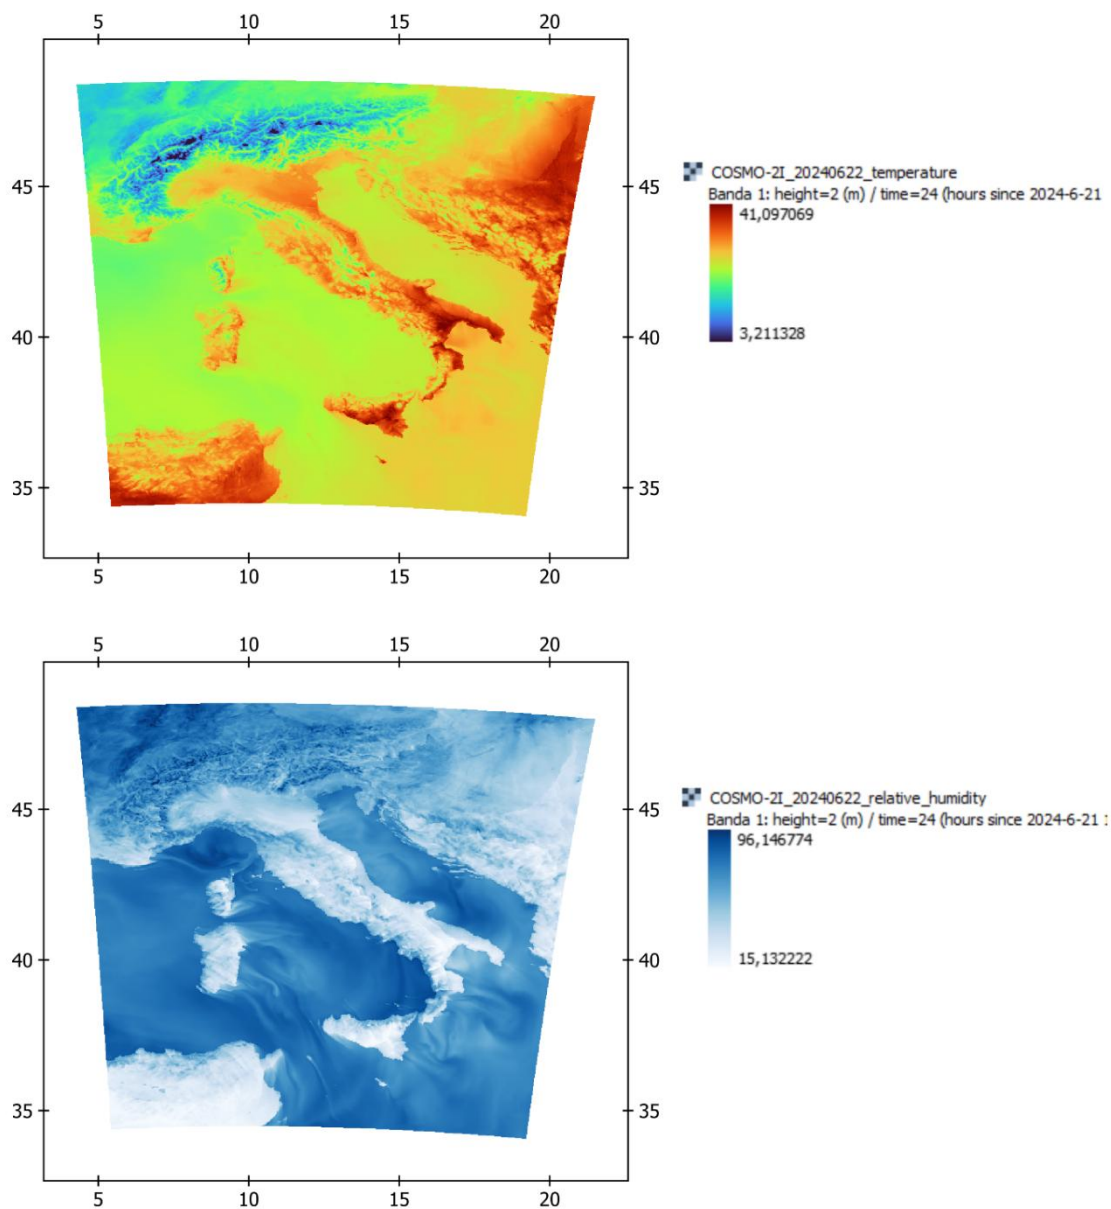 5 10 15 20
45 45
40 40
35 35
5 10 15 20
COSMO-2I_20240622_temperature
Banda 1: height=2 (m) / time=24 (hours since 2024-6-21
41,097069
3,211328
5 10 15 20
45 45
40 40
35 35
5 10 15 20
COSMO-2I_20240622_relative_humidity
Banda 1: height=2 (m) / time=24 (hours since 2024-6-21 1
96,146774
15,132222